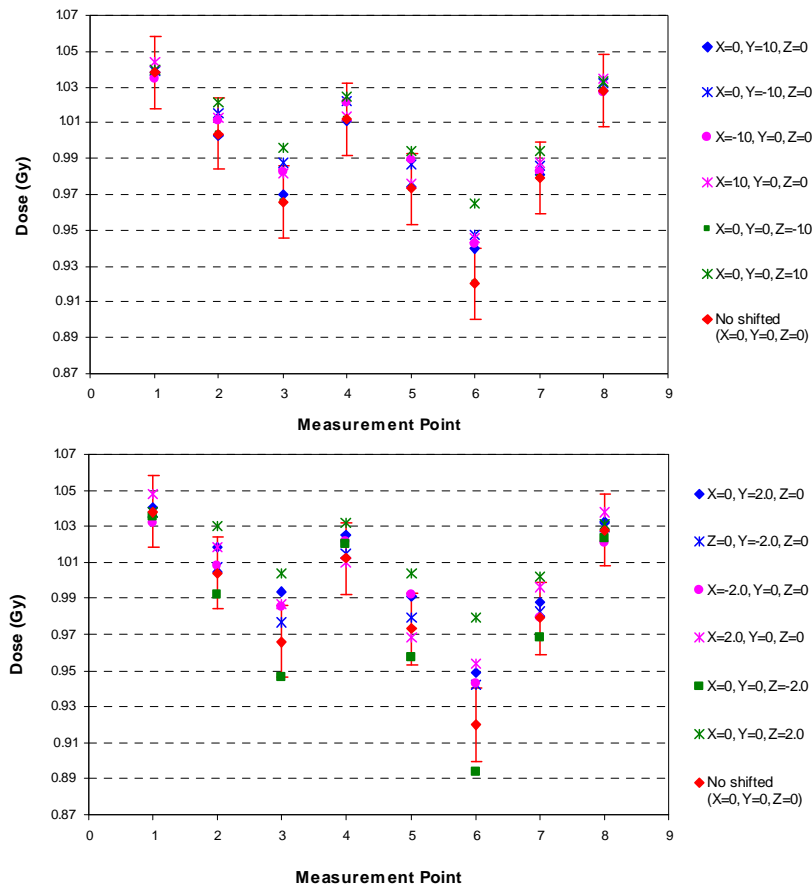 1.07
1.05
1.03
1.01
0.99
0.97
0.95
0.93
0.91
0.89
0.87
Dose (Gy)
0 1 2 3 4 5 6 7 8 9
Measurement Point
X=0, Y=1.0, Z=0
X=0, Y=-1.0, Z=0
X=-1.0, Y=0, Z=0
X=1.0, Y=0, Z=0
X=0, Y=0, Z=-1.0
X=0, Y=0, Z=1.0
No shifted
(X=0, Y=0, Z=0)
1.07
1.05
1.03
1.01
0.99
0.97
0.95
0.93
0.91
0.89
0.87
Dose (Gy)
0 1 2 3 4 5 6 7 8 9
Measurement Point
X=0, Y=2.0, Z=0
Z=0, Y=-2.0, Z=0
X=-2.0, Y=0, Z=0
X=2.0, Y=0, Z=0
X=0, Y=0, Z=-2.0
X=0, Y=0, Z=2.0
No shifted
(X=0, Y=0, Z=0)